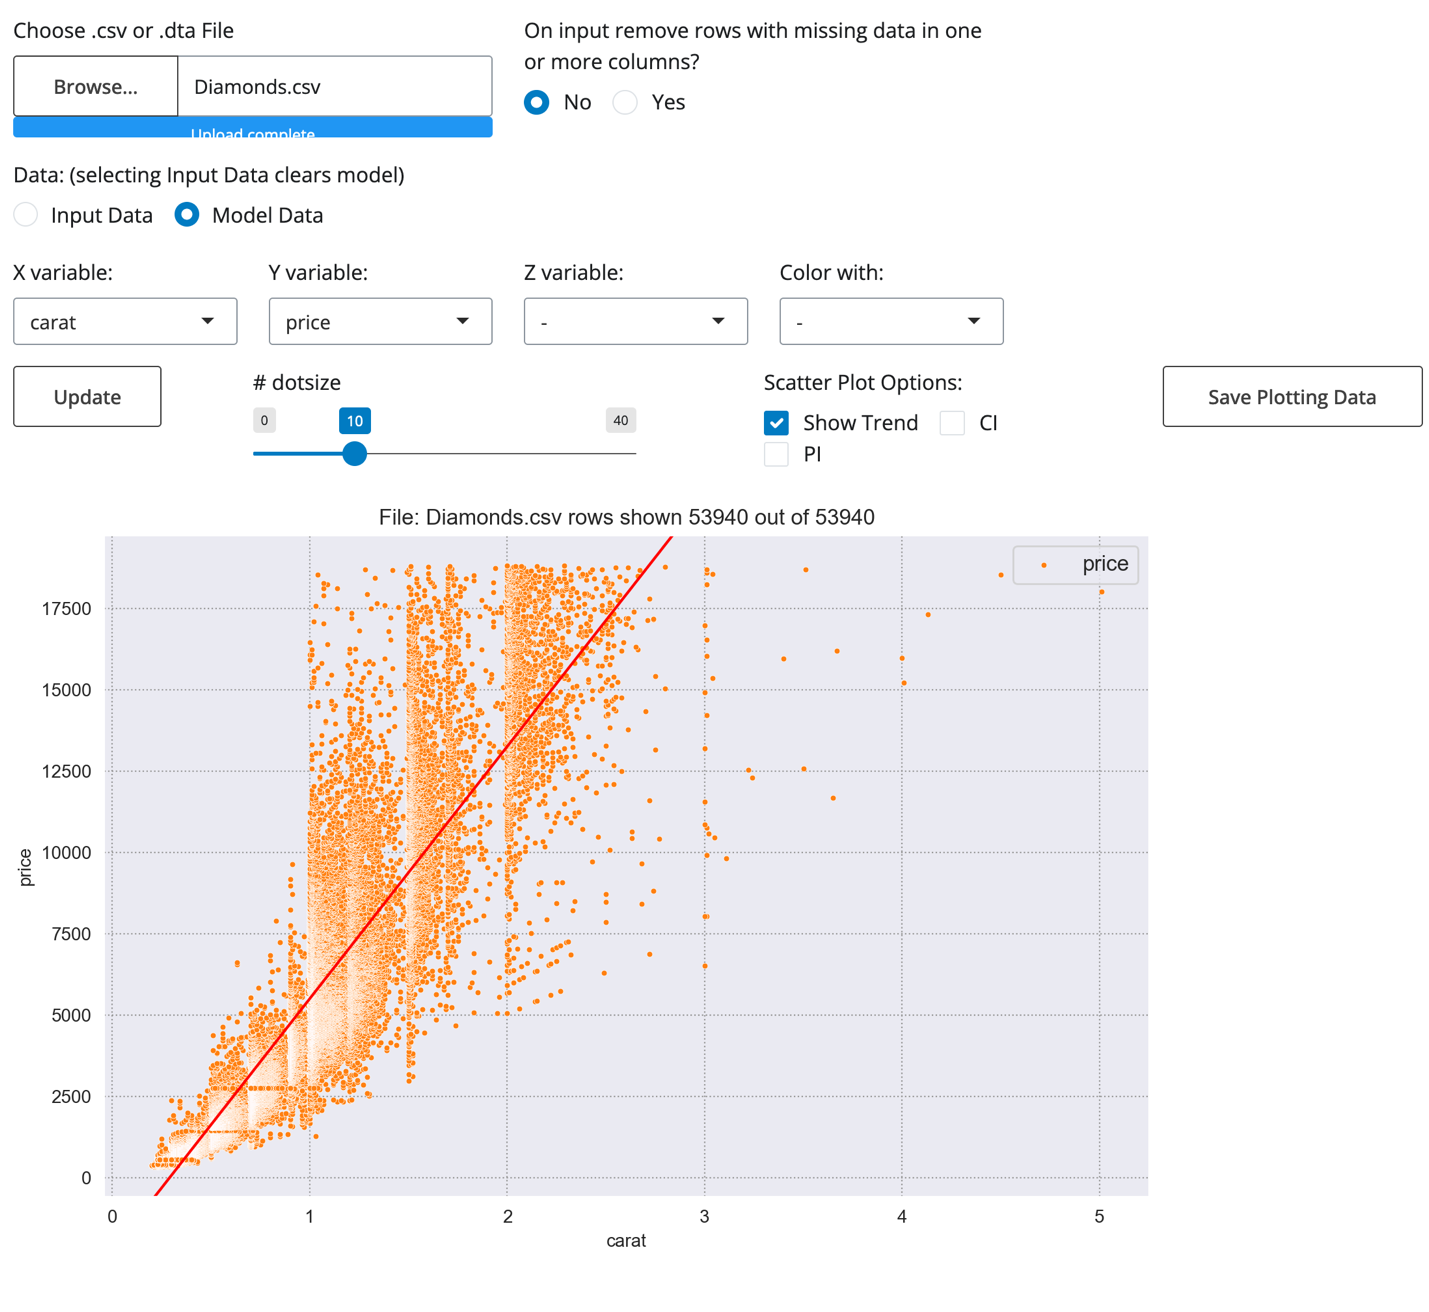 Choose .csv or .dta File
On input remove rows with missing data in one
or more columns?
Browse... Diamonds.csv
No Yes
Upload complete
Data: (selecting Input Data clears model)
Input Data Model Data
X variable: Y variable: Z variable: Color with:
carat price - -
Update
# dotsize
0 10 40
Scatter Plot Options:
Show Trend CI
PI
Save Plotting Data
File: Diamonds.csv rows shown 53940 out of 53940
price
17500
15000
12500
10000
7500
5000
2500
0
price
0 1 2 3 4 5
carat